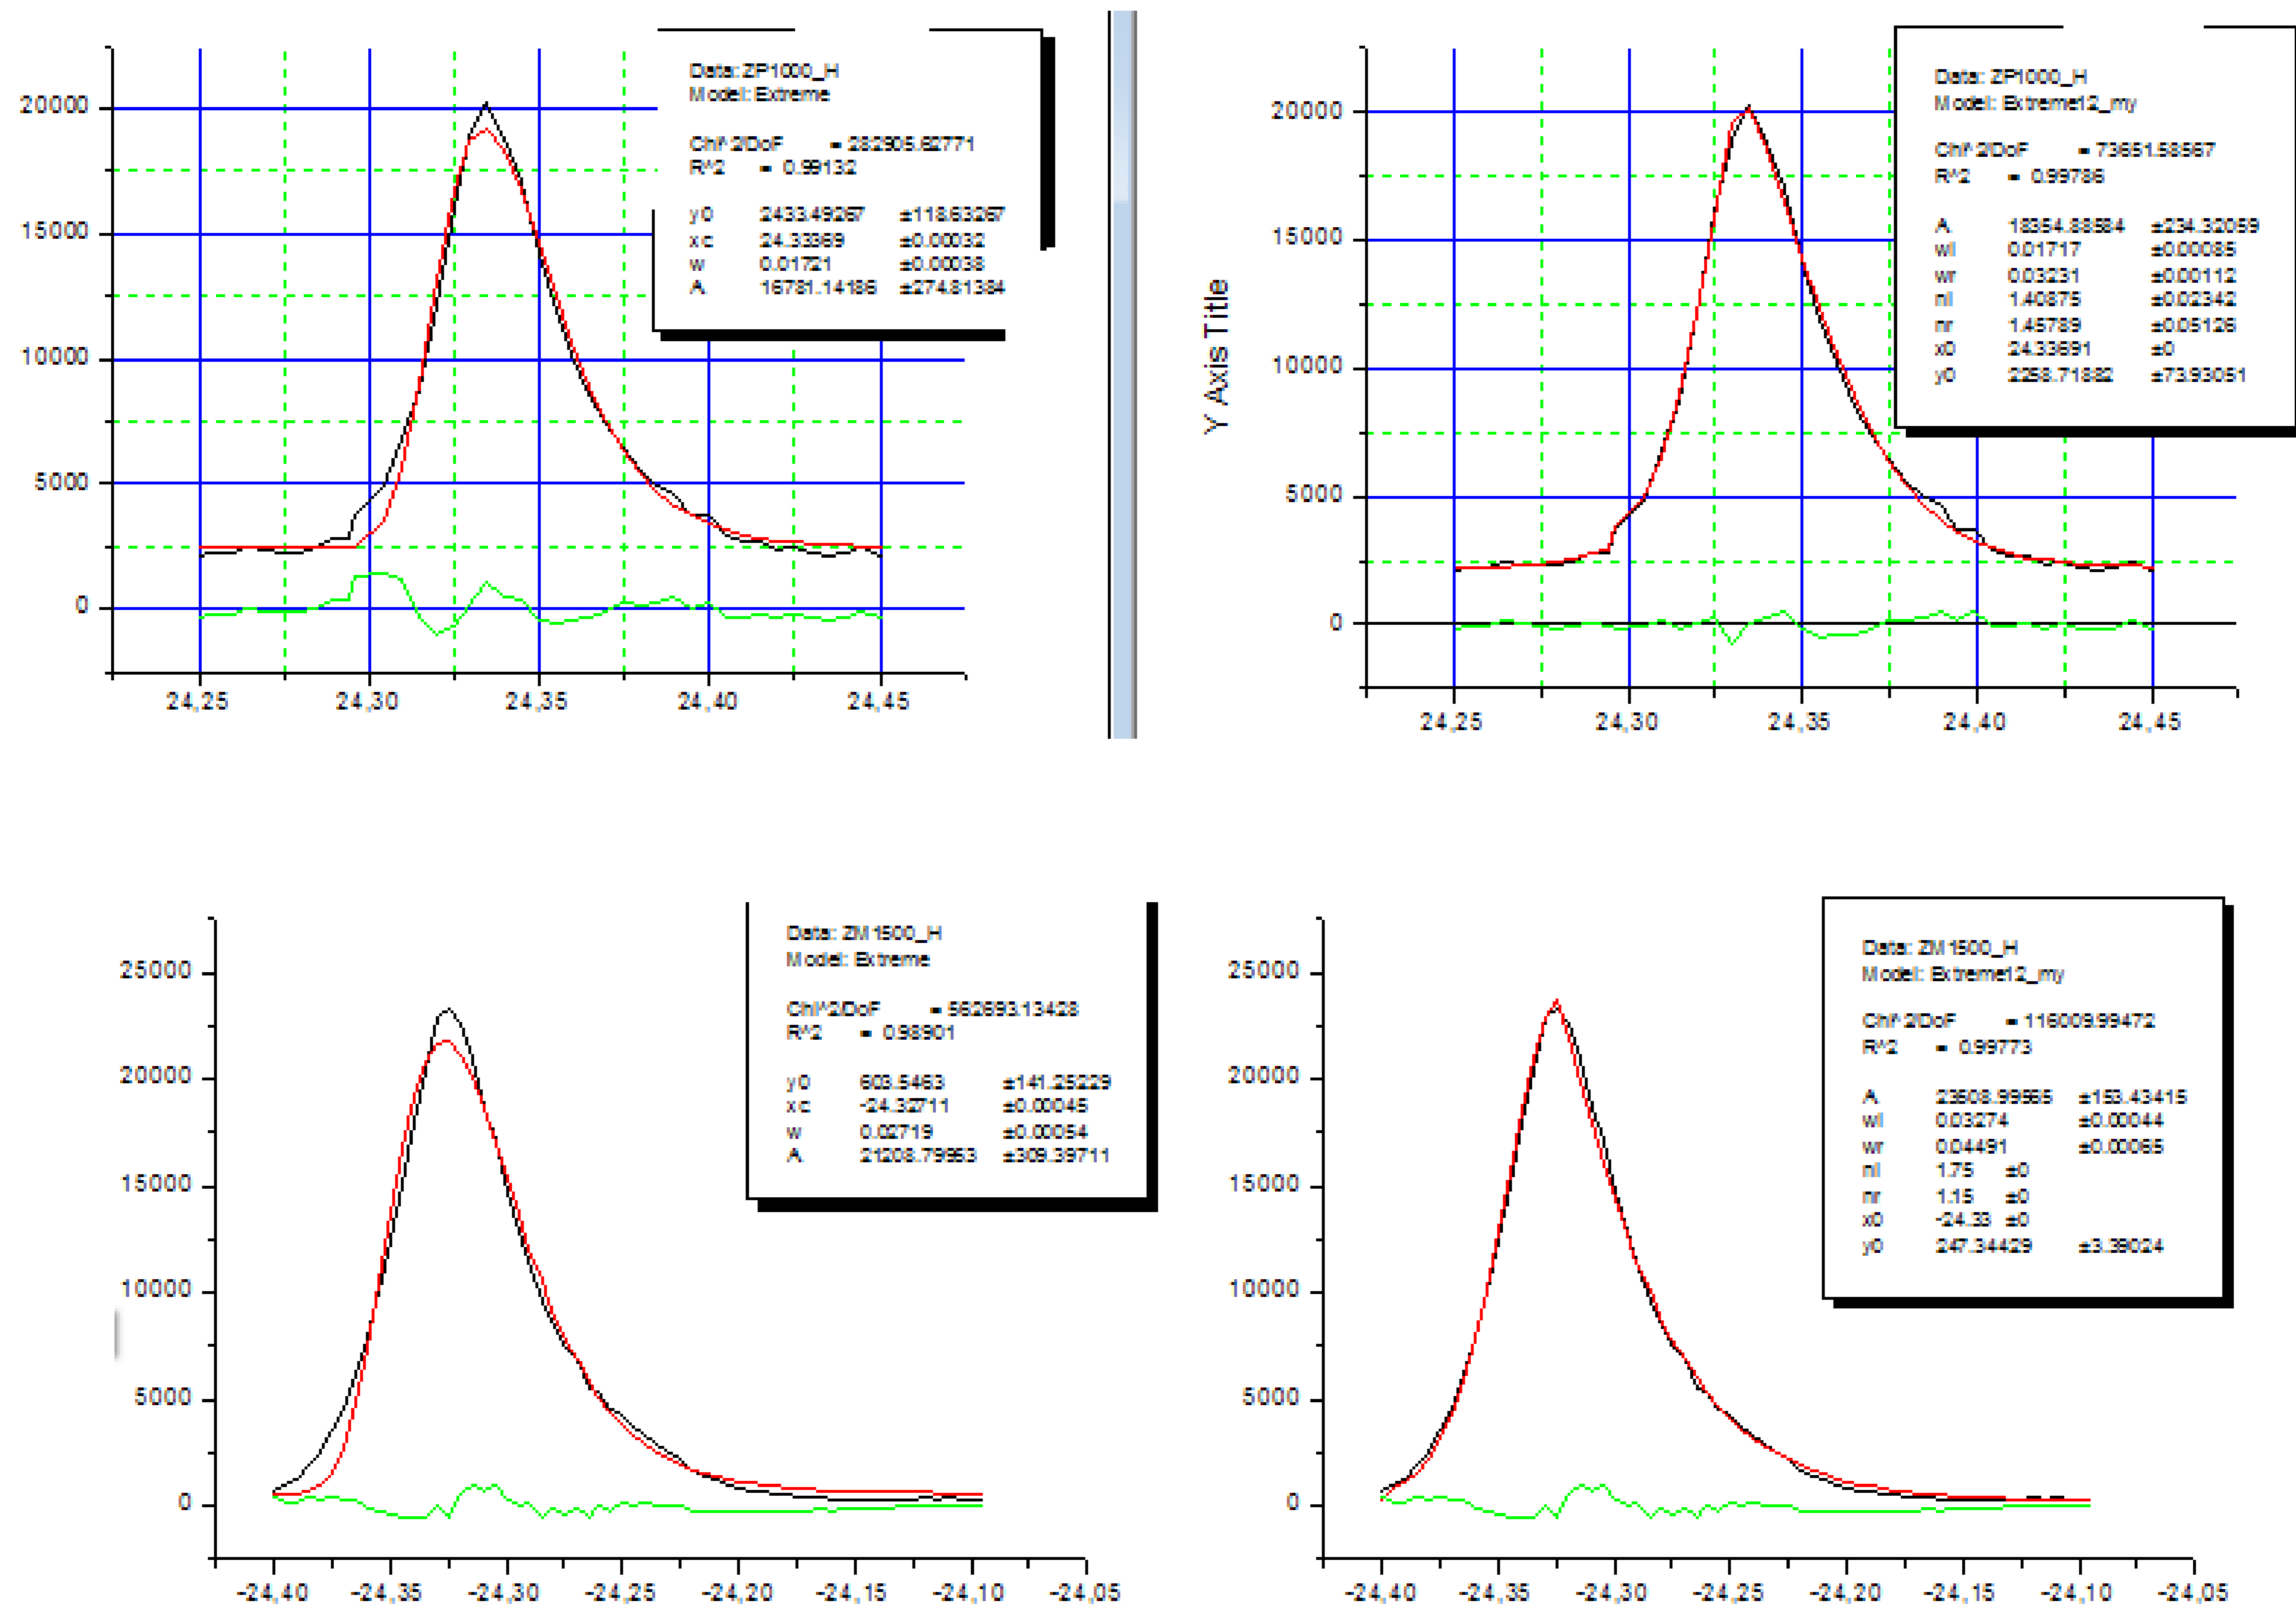 Data: ZP1000_H
Model: Extreme
Chi^2/DoF = 282905.62771
R^2 = 0.99132
y0 2433.49267 ±118.63267
xc 24.33369 ±0.00032
w 0.01721 ±0.00038
A 16781.14186 ±274.81384
20000
15000
10000
5000
0
24,25 24,30 24,35 24,40 24,45
Data: ZP1000_H
Model: Extreme12_my
Chi^2/DoF = 73651.58567
R^2 = 0.99786
A 18354.88584 ±234.32059
wl 0.01717 ±0.00085
wr 0.03231 ±0.00112
nl 1.40875 ±0.02342
nr 1.45789 ±0.05126
x0 24.33691 ±0
y0 2258.71882 ±73.93051
Y Axis Title
20000
15000
10000
5000
0
24,25 24,30 24,35 24,40 24,45
Data: ZM1500_H
Model: Extreme
Chi^2/DoF = 562693.13428
R^2 = 0.98901
y0 603.5463 ±141.25229
xc -24.32711 ±0.00045
w 0.02719 ±0.00054
A 21208.79953 ±309.39711
25000
20000
15000
10000
5000
0
-24,40 -24,35 -24,30 -24,25 -24,20 -24,15 -24,10 -24,05
Data: ZM1500_H
Model: Extreme12_my
Chi^2/DoF = 116009.99472
R^2 = 0.99773
A 23608.99965 ±153.43415
wl 0.03274 ±0.00044
wr 0.04491 ±0.00065
nl 1.75 ±0
nr 1.15 ±0
x0 -24.33 ±0
y0 247.34429 ±3.39024
25000
20000
15000
10000
5000
0
-24,40 -24,35 -24,30 -24,25 -24,20 -24,15 -24,10 -24,05